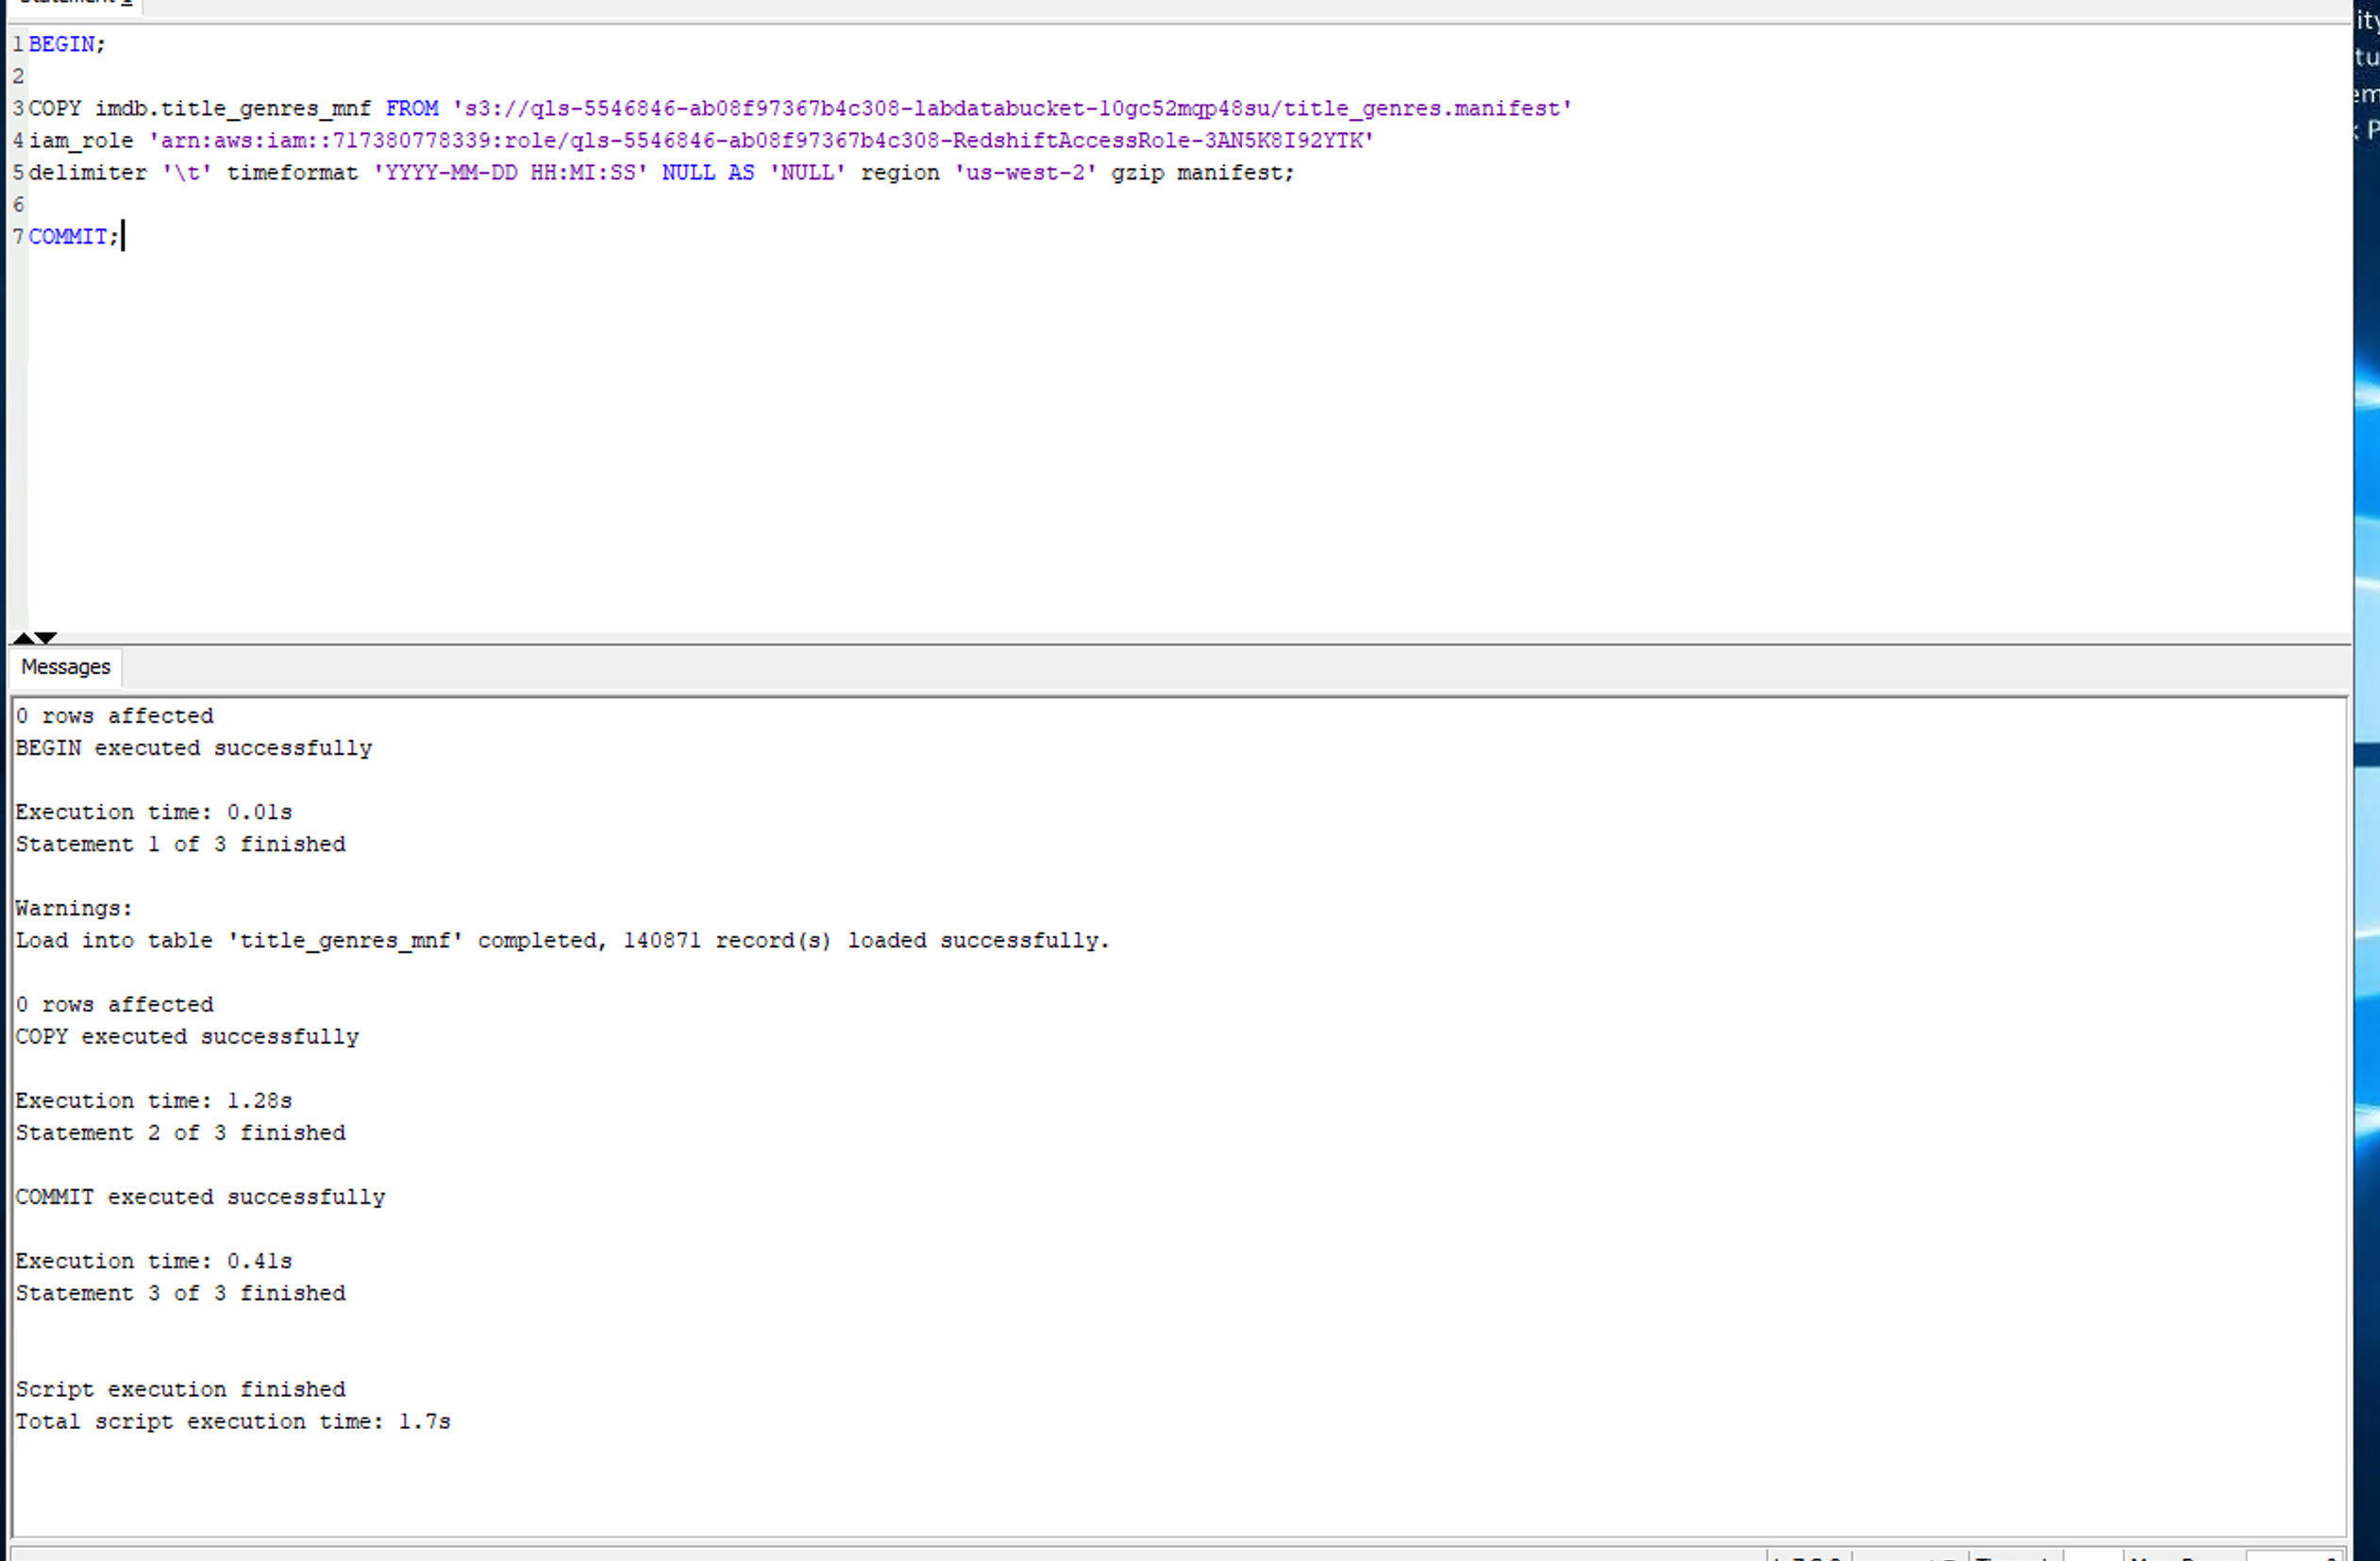 1 BEGIN;
2
3 COPY imdb.title_genres_mnf FROM 's3://qls-5546846-ab08f97367b4c308-labdatabucket-10gc52mqp48su/title_genres.manifest'
4 iam_role 'arn:aws:iam::717380778339:role/qls-5546846-ab08f97367b4c308-RedshiftAccessRole-3AN5K8I92YTK'
5 delimiter '\t' timeformat 'YYYY-MM-DD HH:MI:SS' NULL AS 'NULL' region 'us-west-2' gzip manifest;
6
7 COMMIT;
Messages
0 rows affected
BEGIN executed successfully
Execution time: 0.01s
Statement 1 of 3 finished
Warnings:
Load into table 'title_genres_mnf' completed, 140871 record(s) loaded successfully.
0 rows affected
COPY executed successfully
Execution time: 1.28s
Statement 2 of 3 finished
COMMIT executed successfully
Execution time: 0.41s
Statement 3 of 3 finished
Script execution finished
Total script execution time: 1.7s